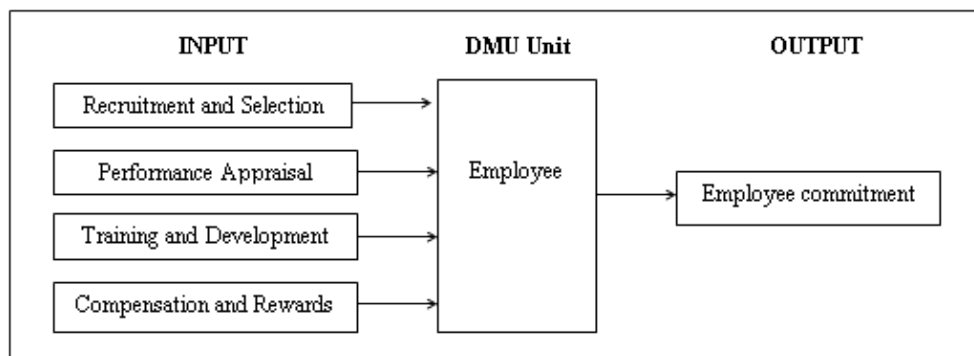 INPUT DMU Unit OUTPUT
Recruitment and Selection
Performance Appraisal
Employee
Employee commitment
Training and Development
Compensation and Rewards